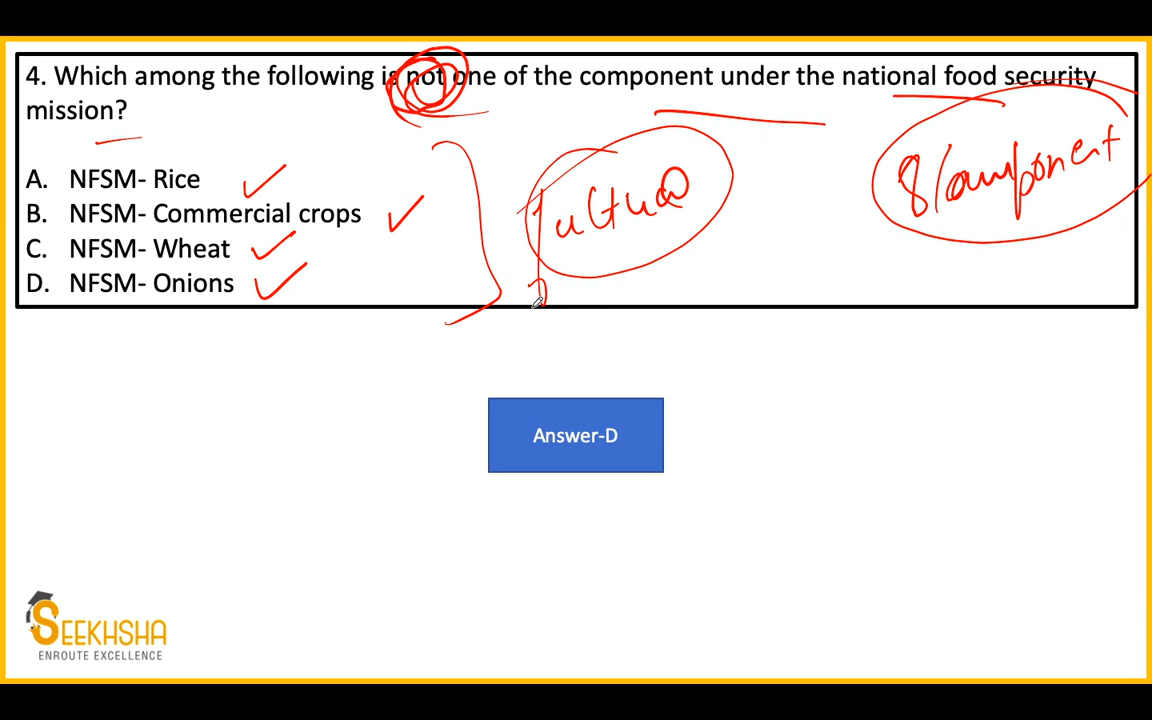 4. Which among the following is not one of the component under the national food security
mission?
A. NFSM- Rice
B. NFSM- Commercial crops
C. NFSM- Wheat
D. NFSM- Onions
8 component
Answer-D
SEEKHSHA
ENROUTE EXCELLENCE